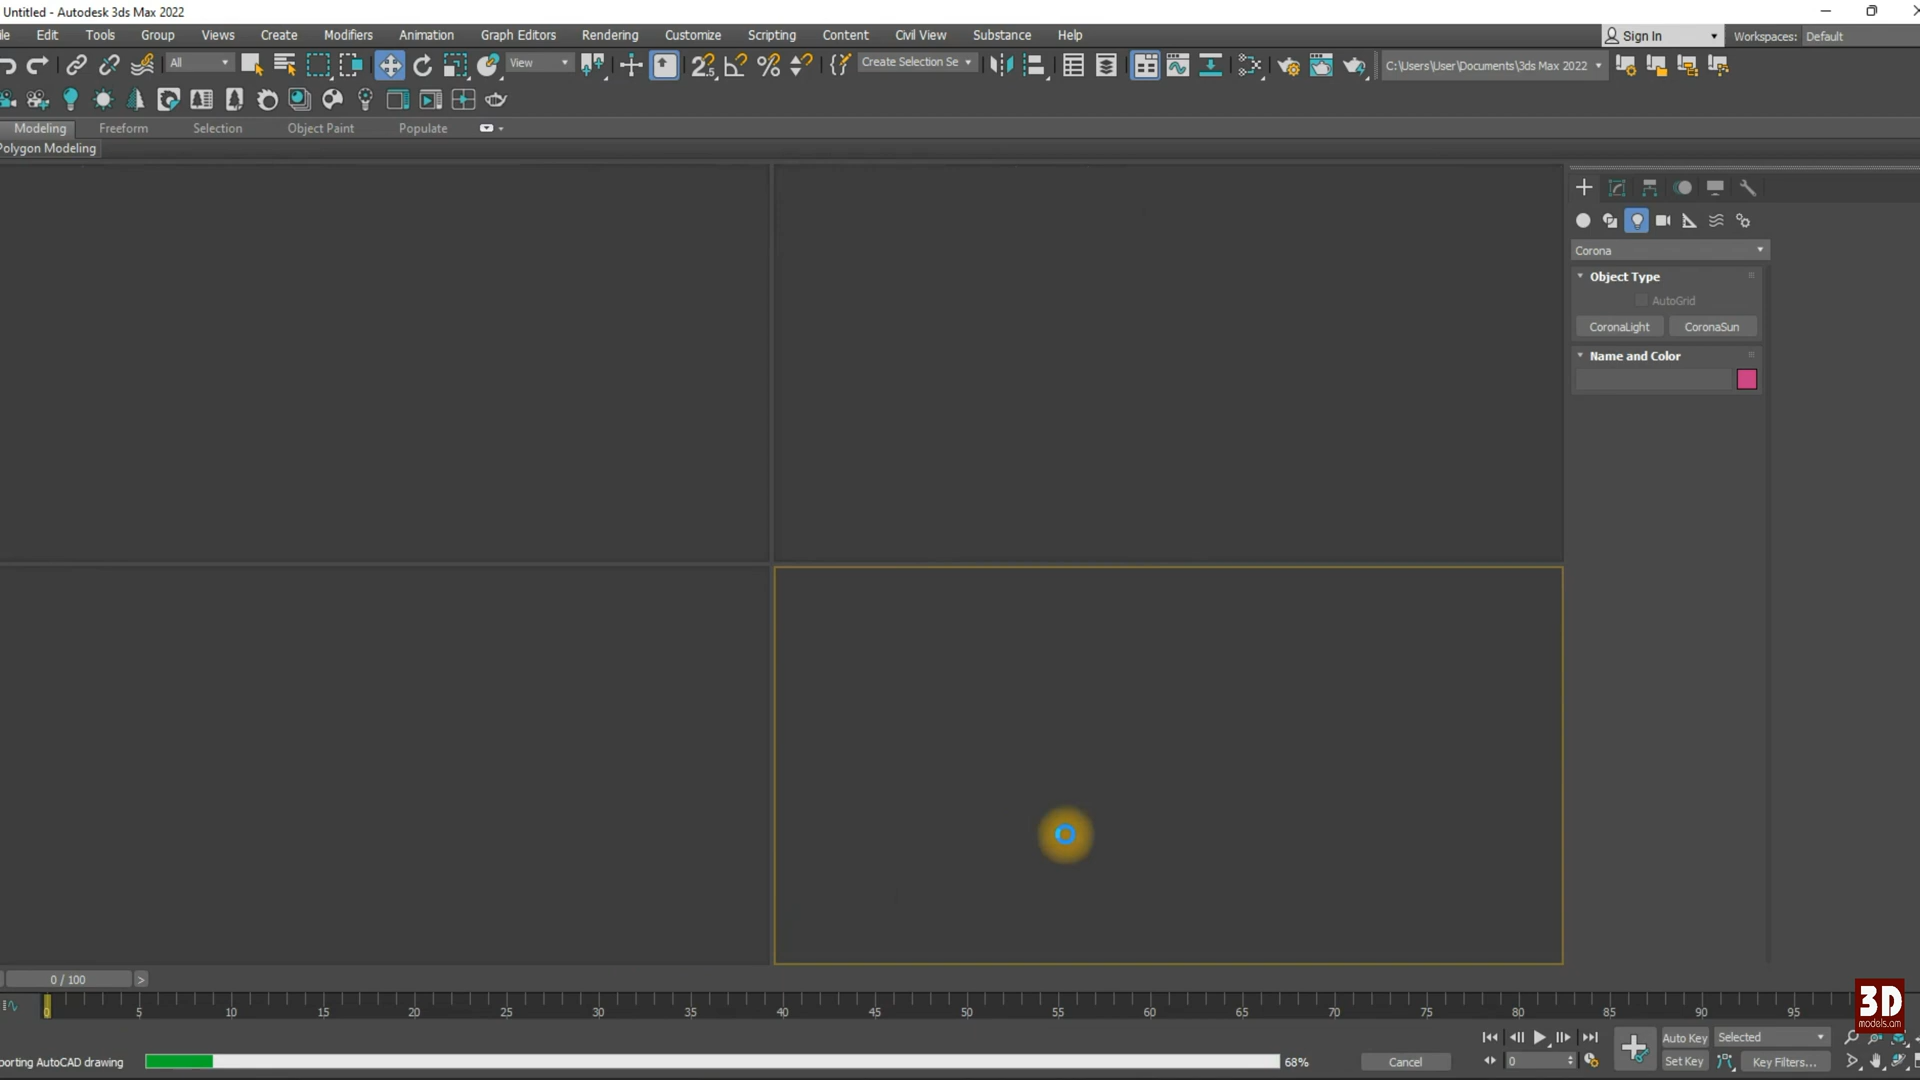 Untitled - Autodesk 3ds Max 2022
le Edit Tools Group Views Create Modifiers Animation Graph Editors Rendering Customize Scripting Content Civil View Substance Help Sign In Workspaces: Default
All View Create Selection Se C:\Users\User\Documents\3ds Max 2022
Modeling Freeform Selection Object Paint Populate
Polygon Modeling
Corona
Object Type
AutoGrid
CoronaLight CoronaSun
Name and Color
0 / 100 >
0 5 10 15 20 25 30 35 40 45 50 55 60 65 70 75 80 85 90 95
3D
models.am
Auto Key Selected
porting AutoCAD drawing 68% Cancel 0 Set Key Key Filters...